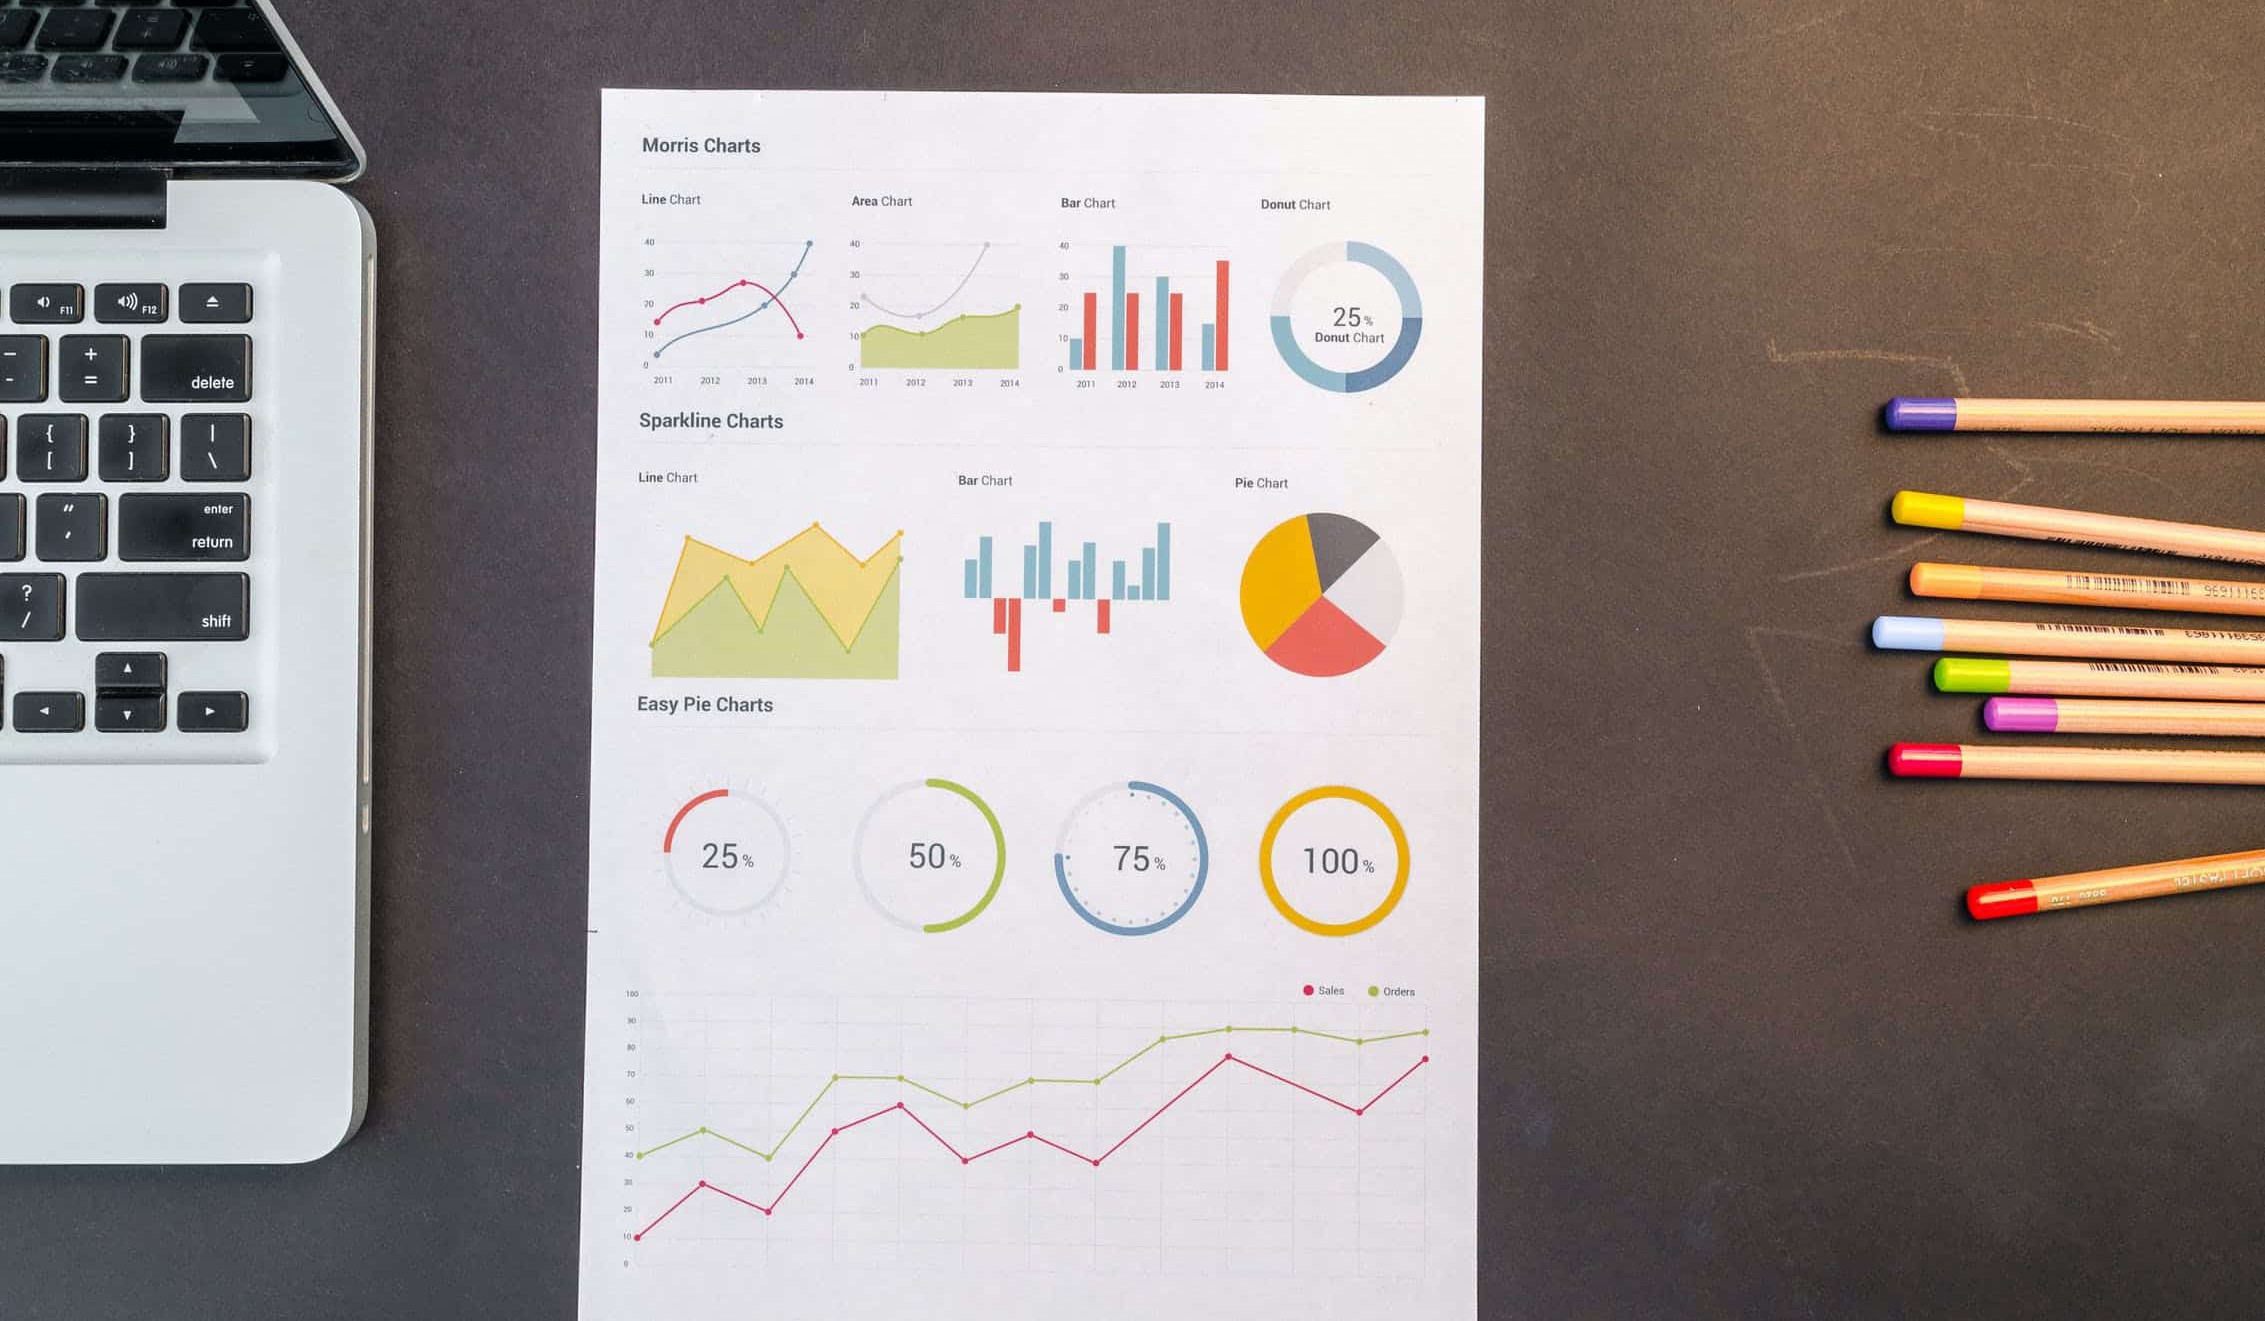 F11
F12
+
=
delete
{
[
}
]
|
\
"
,
enter
return
?
/
shift
Morris Charts
Line Chart
Area Chart
Bar Chart
Donut Chart
40
30
20
10
0
2011 2012 2013 2014
40
30
20
10
0
2011 2012 2013 2014
40
30
20
10
0
2011 2012 2013 2014
25%
Donut Chart
Sparkline Charts
Line Chart
Bar Chart
Pie Chart
Easy Pie Charts
25%
50%
75%
100%
Sales
Orders
100
90
80
70
60
50
40
30
20
10
0